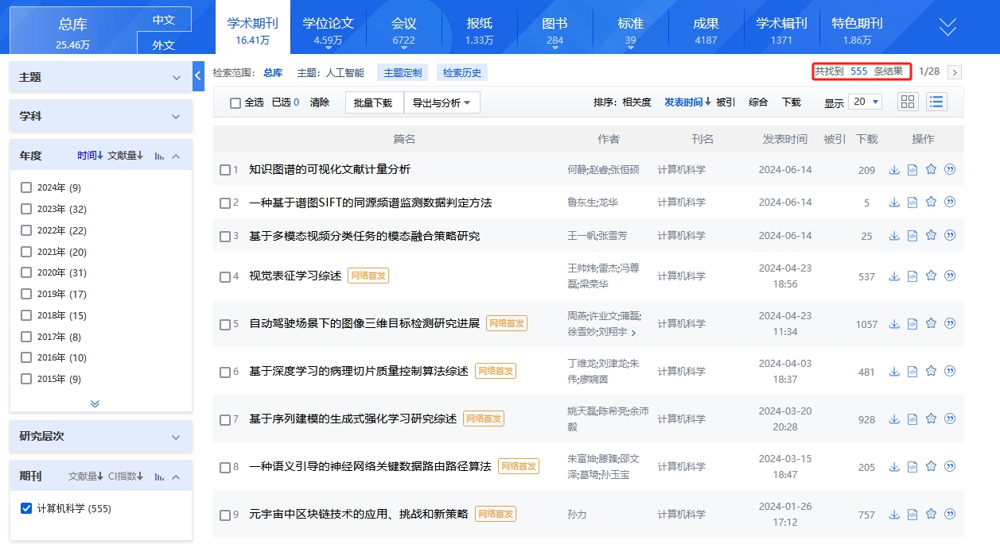 总库
25.46万
中文
外文
学术期刊
16.41万
学位论文
4.59万
会议
6722
报纸
1.33万
图书
284
标准
39
成果
4187
学术辑刊
1371
特色期刊
1.86万
主题
学科
年度 时间 文献量
2024年 (9)
2023年 (32)
2022年 (22)
2021年 (20)
2020年 (31)
2019年 (17)
2018年 (15)
2017年 (8)
2016年 (10)
2015年 (9)
研究层次
期刊 文献量 CI指数
计算机科学 (555)
检索范围: 总库 主题: 人工智能 主题定制 检索历史 共找到 555 条结果 1/28
全选 已选 0 清除 批量下载 导出与分析 排序: 相关度 发表时间 被引 综合 下载 显示 20
篇名 作者 刊名 发表时间 被引 下载 操作
1 知识图谱的可视化文献计量分析 何静;赵睿;张恒硕 计算机科学 2024-06-14 209
2 一种基于谱图SIFT的同源频谱监测数据判定方法 鲁东生;龙华 计算机科学 2024-06-14 5
3 基于多模态视频分类任务的模态融合策略研究 王一帆;张雪芳 计算机科学 2024-06-14 25
4 视觉表征学习综述 网络首发 王帅炜;雷杰;冯尊磊;梁荣华 计算机科学 2024-04-23 18:56 537
5 自动驾驶场景下的图像三维目标检测研究进展 网络首发 周燕;许业文;蒲磊;徐雪妙;刘翔宇 计算机科学 2024-04-23 11:34 1057
6 基于深度学习的病理切片质量控制算法综述 网络首发 丁维龙;刘津龙;朱伟;廖婉茵 计算机科学 2024-04-03 18:37 481
7 基于序列建模的生成式强化学习研究综述 网络首发 姚天磊;陈希亮;余沛毅 计算机科学 2024-03-20 20:28 928
8 一种语义引导的神经网络关键数据路由路径算法 网络首发 朱富坤;滕臻;邵文泽;葛琦;孙玉宝 计算机科学 2024-03-15 18:47 205
9 元宇宙中区块链技术的应用、挑战和新策略 网络首发 孙力 计算机科学 2024-01-26 17:12 757